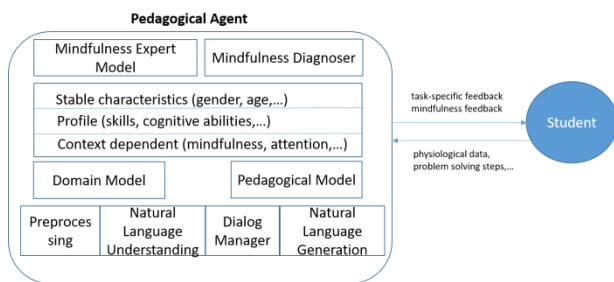 Pedagogical Agent
Mindfulness Expert
Model
Mindfulness Diagnoser
Stable characteristics (gender, age,...)
Profile (skills, cognitive abilities,...)
Context dependent (mindfulness, attention,...)
Domain Model
Pedagogical Model
Preproces
sing
Natural
Language
Understanding
Dialog
Manager
Natural
Language
Generation
task-specific feedback
mindfulness feedback
physiological data,
problem solving steps,...
Student